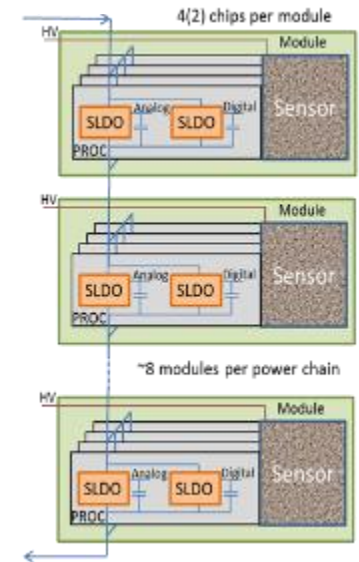 4(2) chips per module
HV
Module
Analog
Digital
Sensor
SLDO
SLDO
PROC
HV
Module
Analog
Digital
Sensor
SLDO
SLDO
PROC
~8 modules per power chain
HV
Module
Analog
Digital
Sensor
SLDO
SLDO
PROC